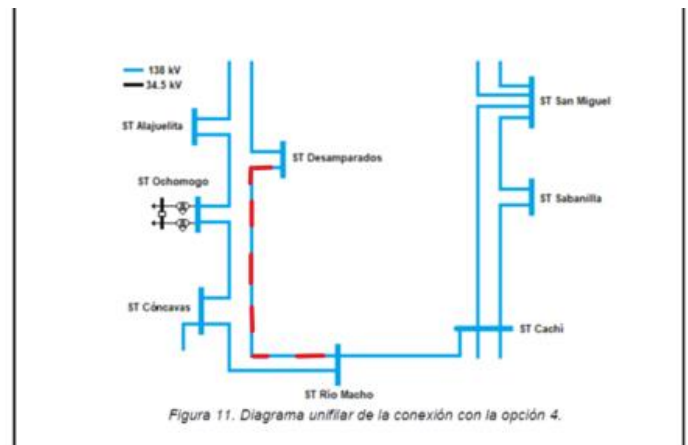 138 kV
34.5 kV
ST Alajuelita
ST Desamparados
ST San Miguel
ST Ochomogo
ST Sabanilla
ST Cóncavas
ST Cachí
ST Río Macho
Figura 11. Diagrama unifilar de la conexión con la opción 4.